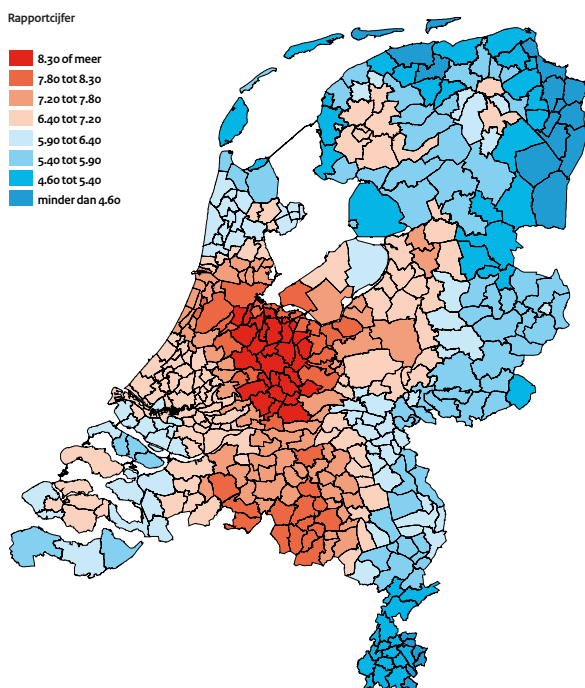 Rapportcijfer
8.30 of meer
7.80 tot 8.30
7.20 tot 7.80
6.40 tot 7.20
5.90 tot 6.40
5.40 tot 5.90
4.60 tot 5.40
minder dan 4.60